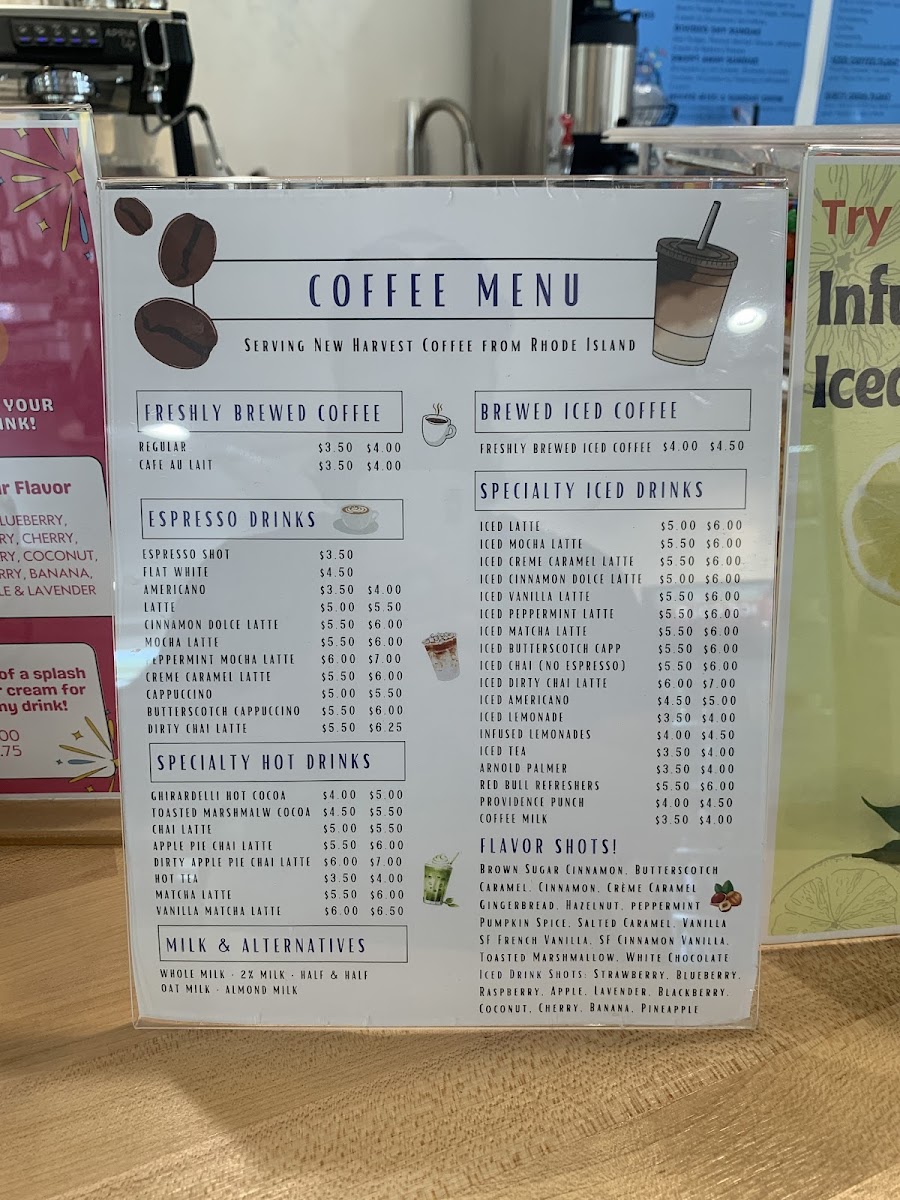 APPIA
YOUR
INK!
r Flavor
LUEBERRY,
RY, CHERRY,
RY, COCONUT,
RRY, BANANA,
LE & LAVENDER
of a splash
r cream for
ny drink!
00
.75
COFFEE MENU
SERVING NEW HARVEST COFFEE FROM RHODE ISLAND
FRESHLY BREWED COFFEE
REGULAR $3.50 $4.00
CAFE AU LAIT $3.50 $4.00
ESPRESSO DRINKS
ESPRESSO SHOT $3.50
FLAT WHITE $4.50
AMERICANO $3.50 $4.00
LATTE $5.00 $5.50
CINNAMON DOLCE LATTE $5.50 $6.00
MOCHA LATTE $5.50 $6.00
PEPPERMINT MOCHA LATTE $6.00 $7.00
CREME CARAMEL LATTE $5.50 $6.00
CAPPUCCINO $5.00 $5.50
BUTTERSCOTCH CAPPUCCINO $5.50 $6.00
DIRTY CHAI LATTE $5.50 $6.25
SPECIALTY HOT DRINKS
GHIRARDELLI HOT COCOA $4.00 $5.00
TOASTED MARSHMALW COCOA $4.50 $5.50
CHAI LATTE $5.00 $5.50
APPLE PIE CHAI LATTE $5.50 $6.00
DIRTY APPLE PIE CHAI LATTE $6.00 $7.00
HOT TEA $3.50 $4.00
MATCHA LATTE $5.50 $6.00
VANILLA MATCHA LATTE $6.00 $6.50
MILK & ALTERNATIVES
WHOLE MILK · 2% MILK · HALF & HALF
OAT MILK · ALMOND MILK
BREWED ICED COFFEE
FRESHLY BREWED ICED COFFEE $4.00 $4.50
SPECIALTY ICED DRINKS
ICED LATTE $5.00 $6.00
ICED MOCHA LATTE $5.50 $6.00
ICED CREME CARAMEL LATTE $5.50 $6.00
ICED CINNAMON DOLCE LATTE $5.00 $6.00
ICED VANILLA LATTE $5.50 $6.00
ICED PEPPERMINT LATTE $5.50 $6.00
ICED MATCHA LATTE $5.50 $6.00
ICED BUTTERSCOTCH CAPP $5.50 $6.00
ICED CHAI (NO ESPRESSO) $5.50 $6.00
ICED DIRTY CHAI LATTE $6.00 $7.00
ICED AMERICANO $4.50 $5.00
ICED LEMONADE $3.50 $4.00
INFUSED LEMONADES $4.00 $4.50
ICED TEA $3.50 $4.00
ARNOLD PALMER $3.50 $4.00
RED BULL REFRESHERS $5.50 $6.00
PROVIDENCE PUNCH $4.00 $4.50
COFFEE MILK $3.50 $4.00
FLAVOR SHOTS!
BROWN SUGAR CINNAMON, BUTTERSCOTCH
CARAMEL, CINNAMON, CRÈME CARAMEL
GINGERBREAD, HAZELNUT, PEPPERMINT
PUMPKIN SPICE, SALTED CARAMEL, VANILLA
SF FRENCH VANILLA, SF CINNAMON VANILLA,
TOASTED MARSHMALLOW, WHITE CHOCOLATE
ICED DRINK SHOTS: STRAWBERRY, BLUEBERRY,
RASPBERRY, APPLE, LAVENDER, BLACKBERRY,
COCONUT, CHERRY, BANANA, PINEAPPLE
Try
Infu
Iced